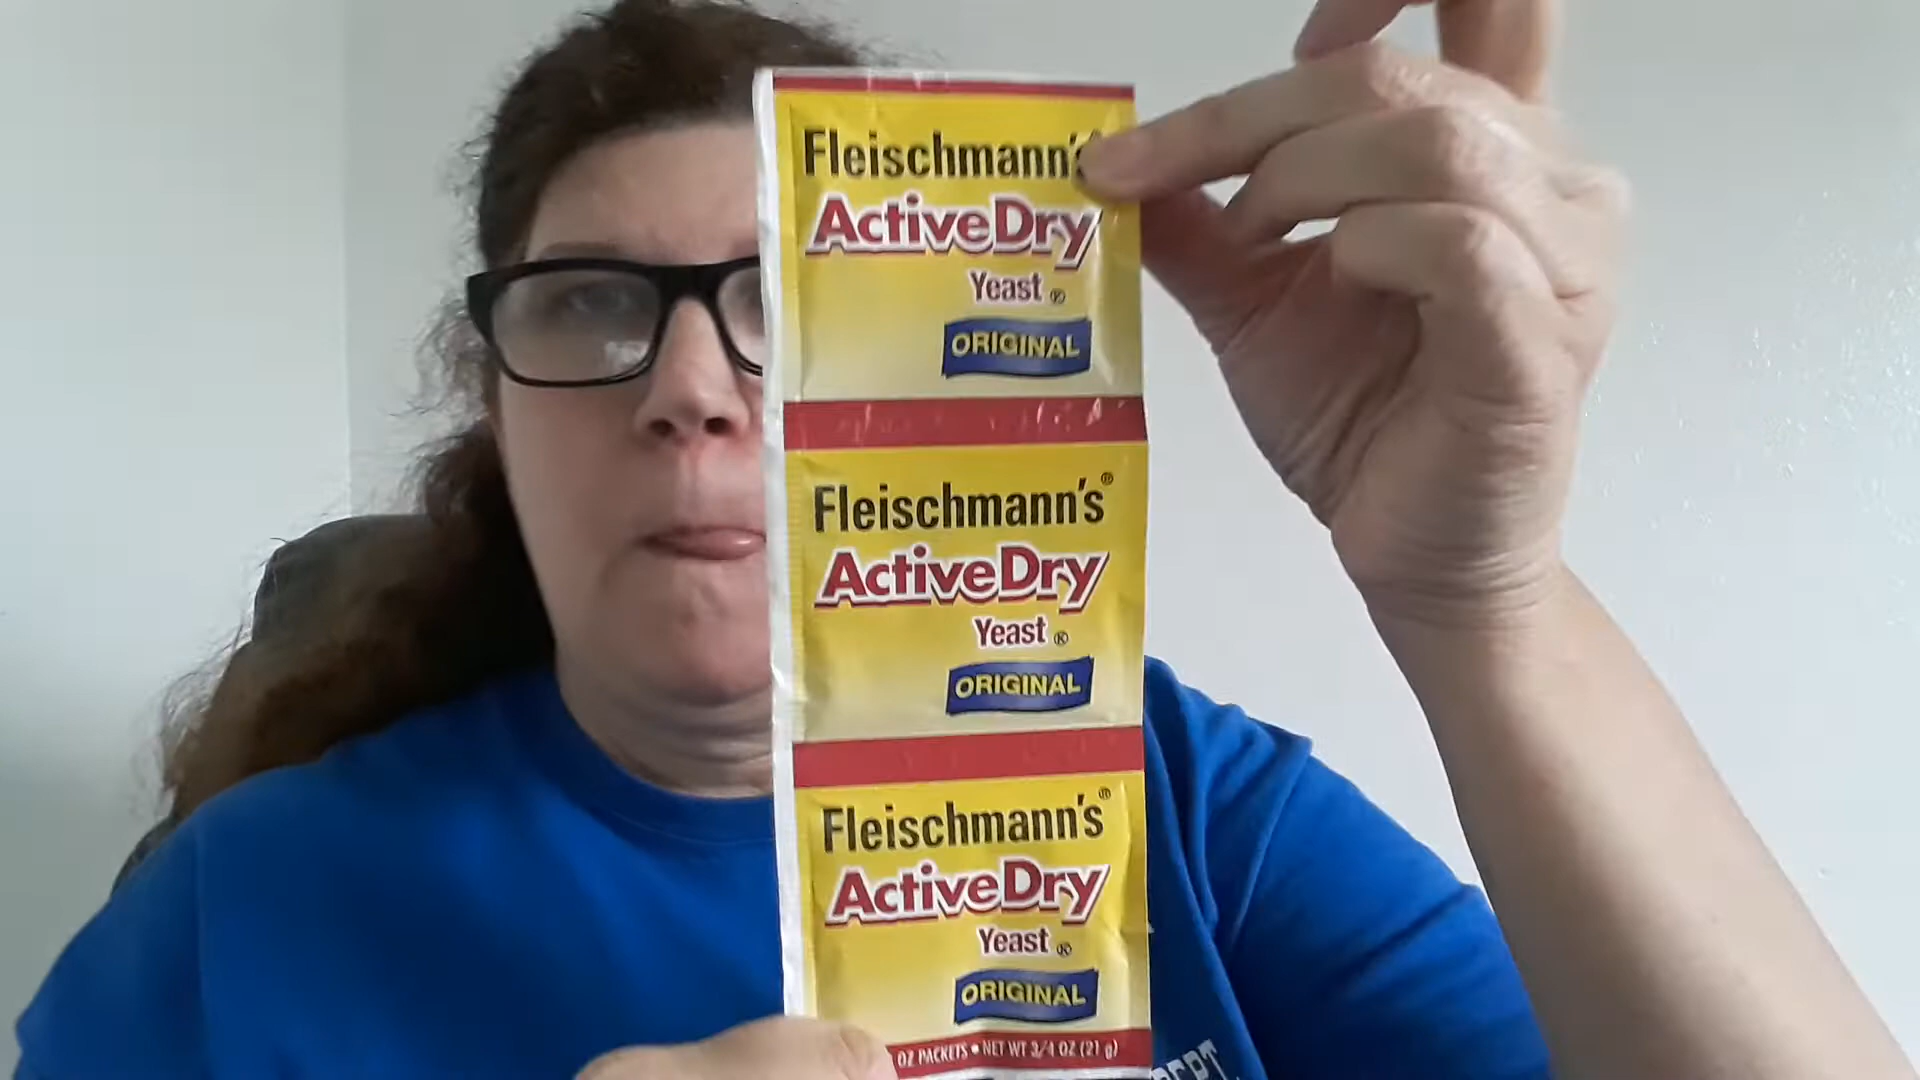 Fleischmann's
ActiveDry
Yeast Ⓚ
ORIGINAL
Fleischmann's®
ActiveDry
Yeast Ⓚ
ORIGINAL
Fleischmann's®
ActiveDry
Yeast Ⓚ
ORIGINAL
OZ PACKETS • NET WT 3/4 OZ (21 g)